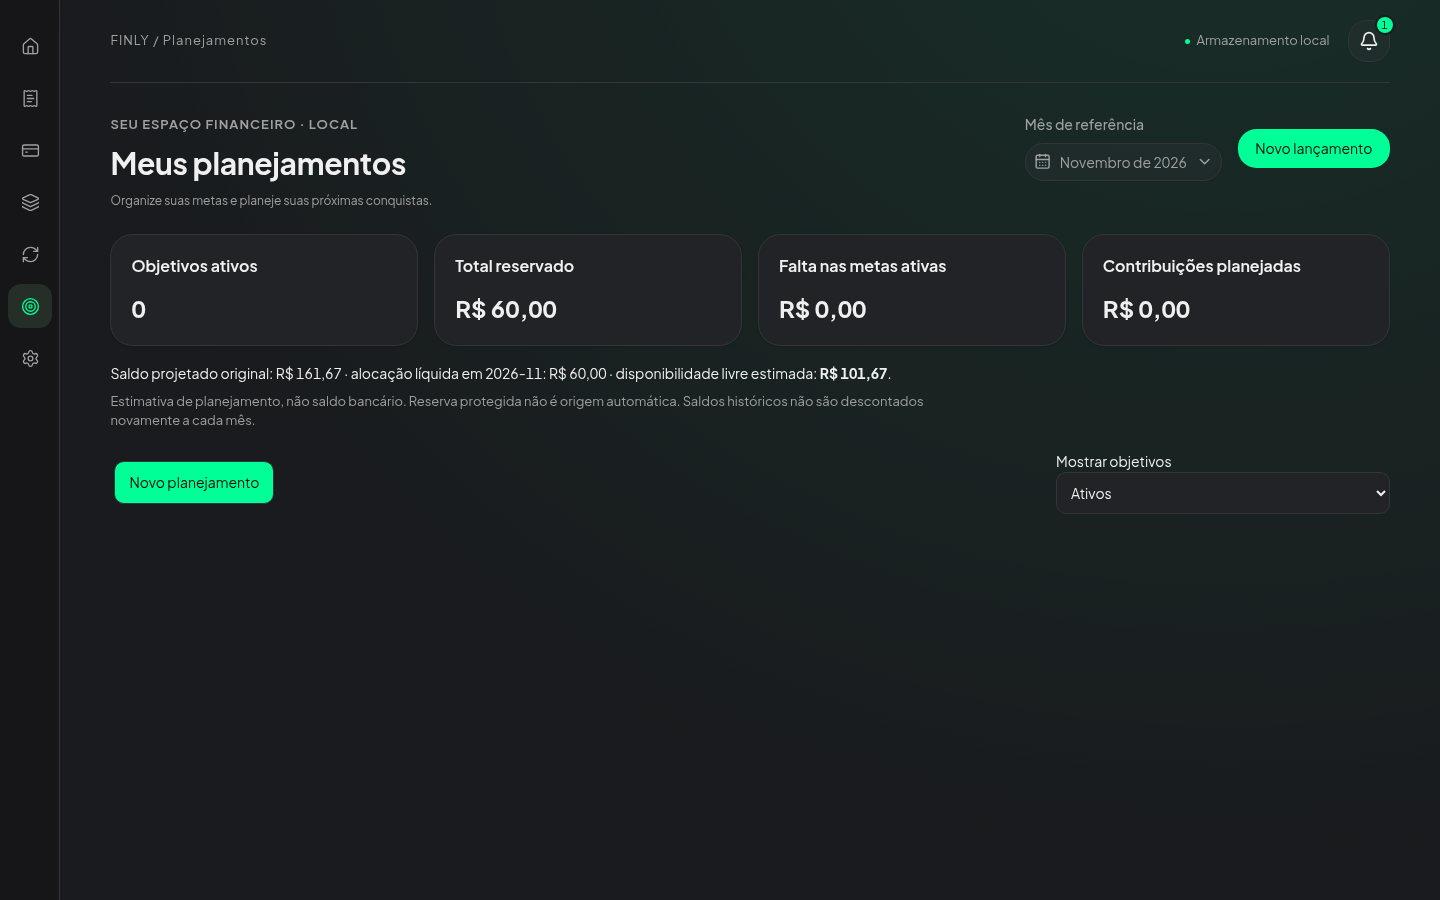 FINLY / Planejamentos
Armazenamento local
1
SEU ESPAÇO FINANCEIRO · LOCAL
Meus planejamentos
Organize suas metas e planeje suas próximas conquistas.
Mês de referência
Novembro de 2026
Novo lançamento
Objetivos ativos
0
Total reservado
R$ 60,00
Falta nas metas ativas
R$ 0,00
Contribuições planejadas
R$ 0,00
Saldo projetado original: R$ 161,67 · alocação líquida em 2026-11: R$ 60,00 · disponibilidade livre estimada: R$ 101,67.
Estimativa de planejamento, não saldo bancário. Reserva protegida não é origem automática. Saldos históricos não são descontados
novamente a cada mês.
Novo planejamento
Mostrar objetivos
Ativos